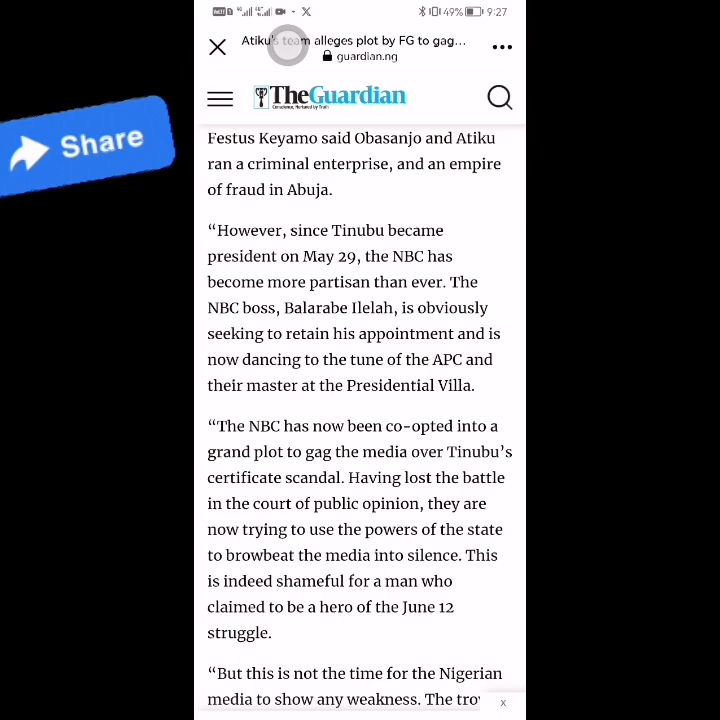 49% 9:27
Atiku's team alleges plot by FG to gag...
guardian.ng
TheGuardian
Conscience, Nurtured by Truth
Share
Festus Keyamo said Obasanjo and Atiku
ran a criminal enterprise, and an empire
of fraud in Abuja.
“However, since Tinubu became
president on May 29, the NBC has
become more partisan than ever. The
NBC boss, Balarabe Ilelah, is obviously
seeking to retain his appointment and is
now dancing to the tune of the APC and
their master at the Presidential Villa.
“The NBC has now been co-opted into a
grand plot to gag the media over Tinubu’s
certificate scandal. Having lost the battle
in the court of public opinion, they are
now trying to use the powers of the state
to browbeat the media into silence. This
is indeed shameful for a man who
claimed to be a hero of the June 12
struggle.
“But this is not the time for the Nigerian
media to show any weakness. The
x